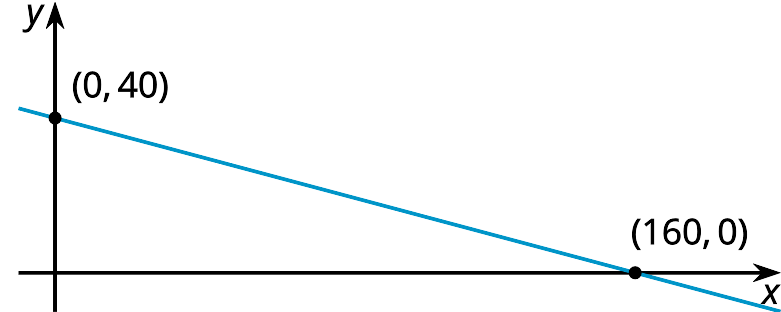 y
(0, 40)
(160, 0)
x